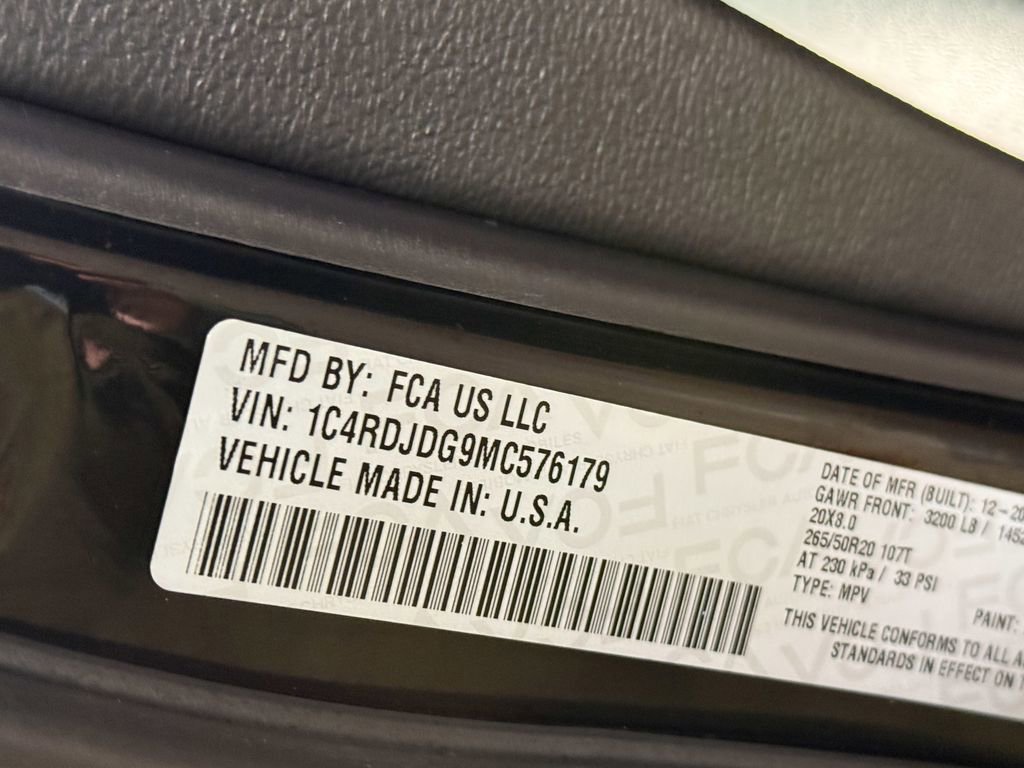 MFD BY: FCA US LLC
VIN: 1C4RDJDG9MC576179
VEHICLE MADE IN: U.S.A.
DATE OF MFR (BUILT): 12-20
GAWR FRONT: 3200 LB / 1452
20X8.0
265/50R20 107T
AT 230 kPa / 33 PSI
TYPE: MPV
PAINT:
THIS VEHICLE CONFORMS TO ALL A
STANDARDS IN EFFECT ON